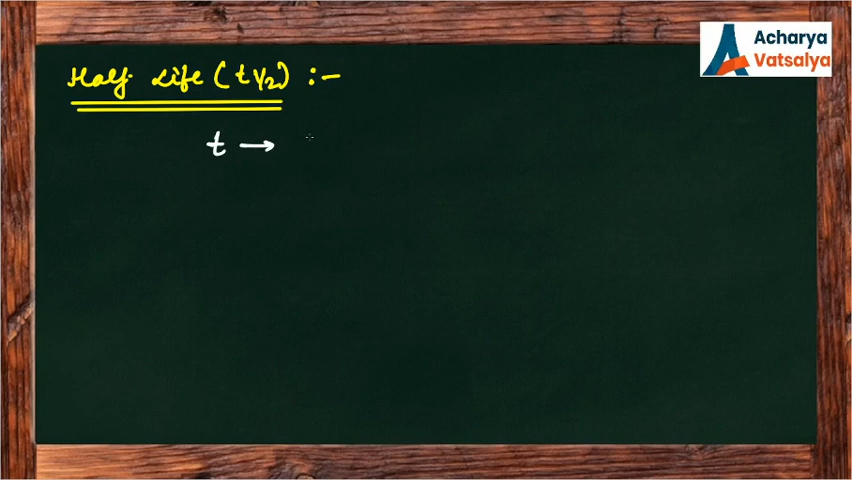 Acharya
Vatsalya
Half Life (t1/2) :-
t →